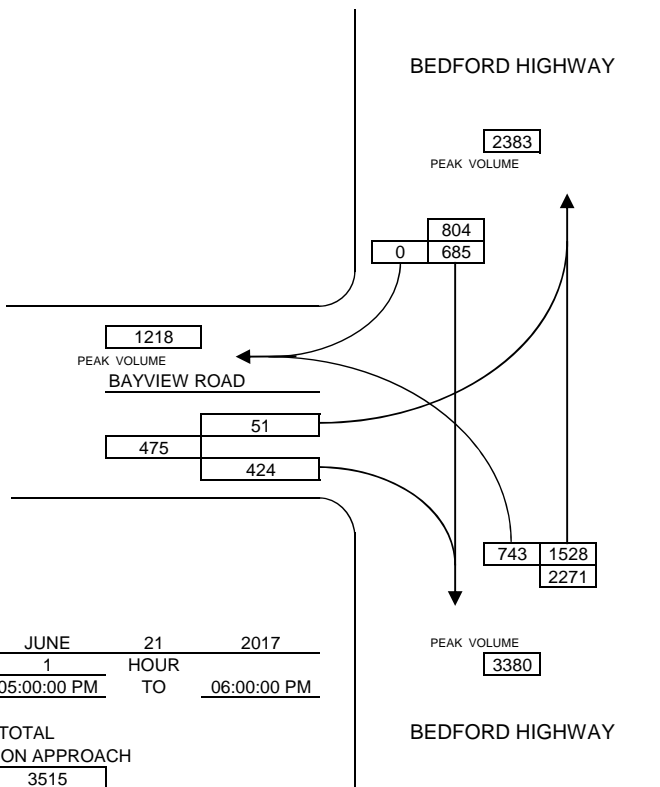 BEDFORD HIGHWAY
2383
PEAK VOLUME
804
0 685
1218
PEAK VOLUME
BAYVIEW ROAD
51
475
424
743 1528
2271
JUNE 21 2017
1 HOUR
05:00:00 PM TO 06:00:00 PM
PEAK VOLUME
3380
TOTAL
ON APPROACH
3515
BEDFORD HIGHWAY